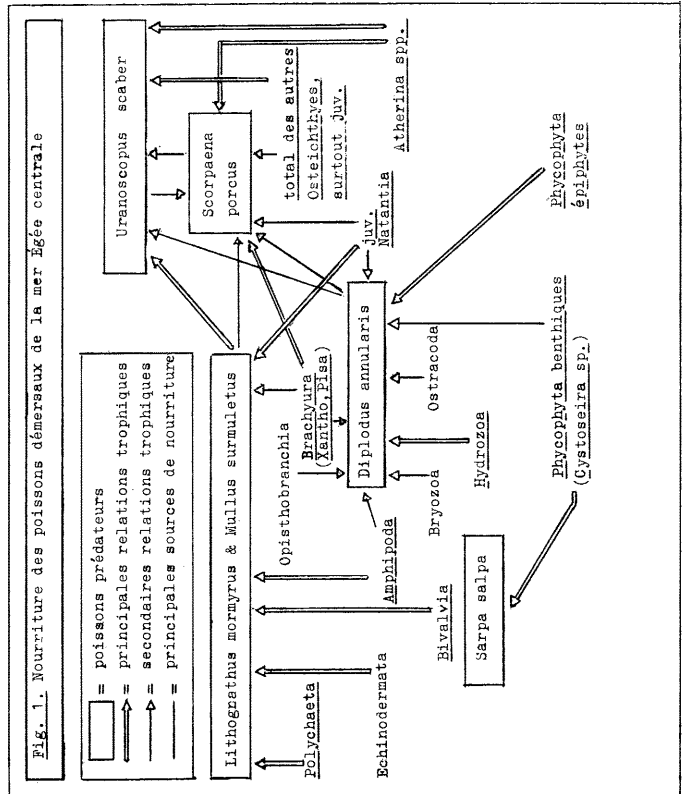 Fig. 1. Nourriture des poissons démersaux de la mer Égée centrale
= poissons prédateurs
= principales relations trophiques
= secondaires relations trophiques
= principales sources de nourriture
Uranoscopus scaber
Scorpaena
porcus
total des autres
Osteichthyes,
surtout juv.
Atherina spp.
Lithognathus mormyrus & Mullus surmuletus
juv.
Natantia
Polychaeta
Echinodermata
Bivalvia
Amphipoda
Opisthobranchia
Brachyura
(Xantho,Pisa)
Diplodus annularis
Bryozoa
Hydrozoa
Ostracoda
Phycophyta
épiphytes
Phycophyta benthiques
(Cystoseira sp.)
Sarpa salpa